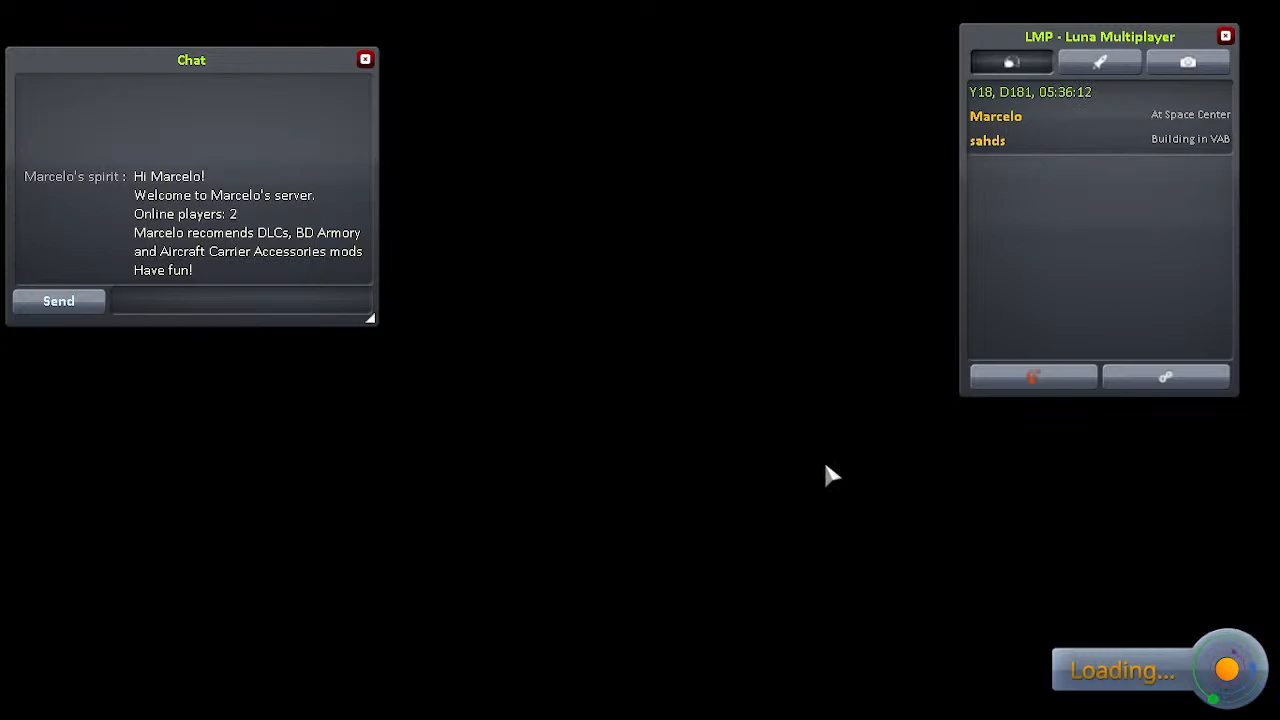 Chat
Marcelo's spirit : Hi Marcelo!
Welcome to Marcelo's server.
Online players: 2
Marcelo recomends DLCs, BD Armory
and Aircraft Carrier Accessories mods
Have fun!
Send
LMP - Luna Multiplayer
Y18, D181, 05:36:12
Marcelo At Space Center
sahds Building in VAB
Loading...